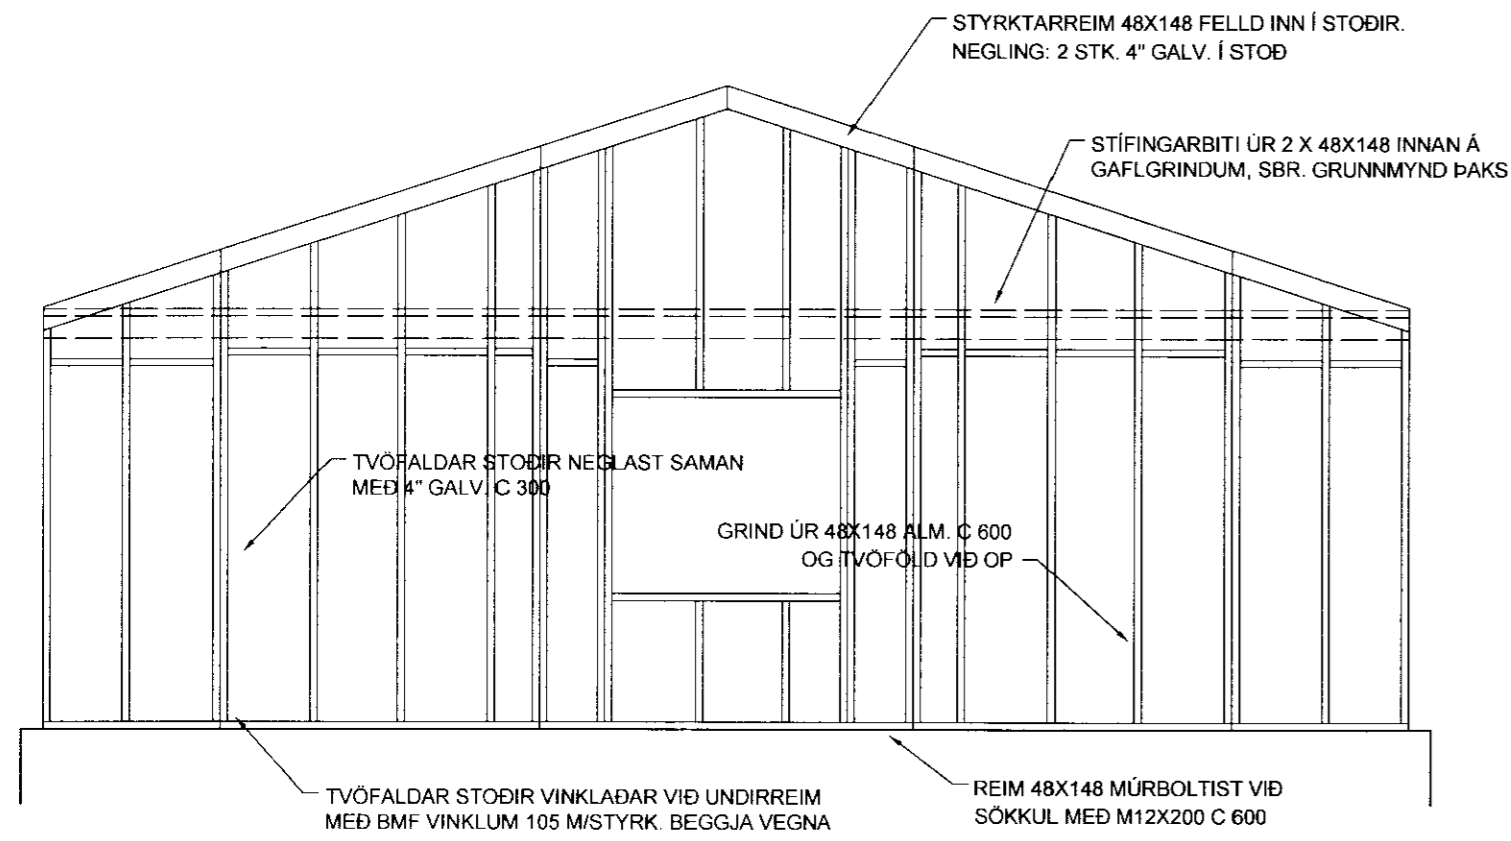 STYRKTARREIM 48X148 FELLD INN Í STOÐIR.
NEGLING: 2 STK. 4" GALV. Í STOÐ
STÍFINGARBITI ÚR 2 X 48X148 INNAN Á
GAFLGRINDUM, SBR. GRUNNMYND ÞAKS
TVÖFALDAR STOÐIR NEGLAST SAMAN
MEÐ 4" GALV. C 300
GRIND ÚR 48X148 ALM. C 600
OG TVÖFÖLD VIÐ OP
TVÖFALDAR STOÐIR VINKLAÐAR VIÐ UNDIRREIM
MEÐ BMF VINKLUM 105 M/STYRK. BEGGJA VEGNA
REIM 48X148 MÚRBOLTIST VIÐ
SÖKKUL MEÐ M12X200 C 600